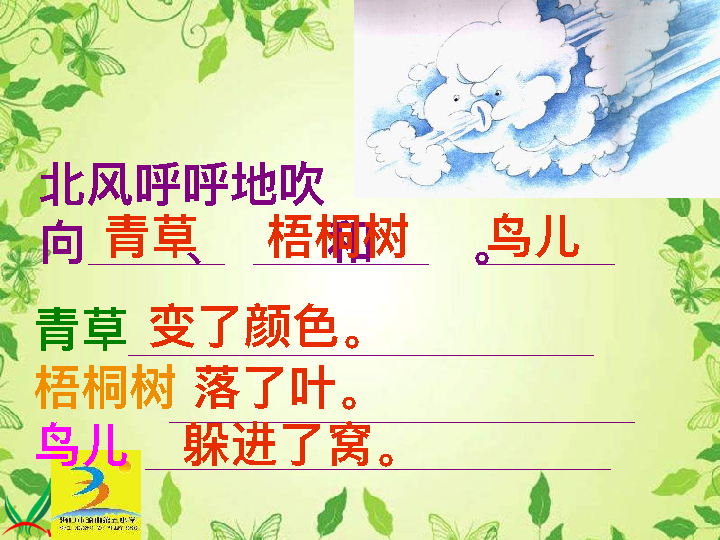 北风呼呼地吹
向青草、梧桐树和鸟儿。
青草变了颜色。
梧桐树落了叶。
鸟儿躲进了窝。